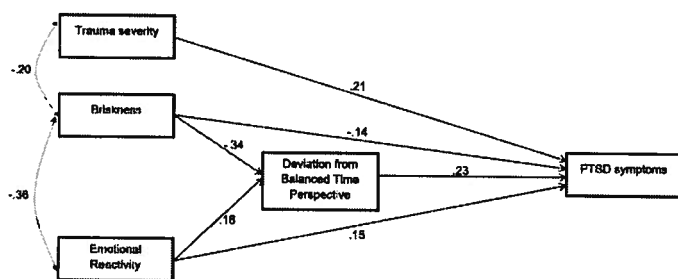 Trauma severity
-.20
.21
Briskness
-.14
-.34
Deviation from
Balanced Time
Perspective
.23
PTSD symptoms
-.36
.16
.15
Emotional
Reactivity